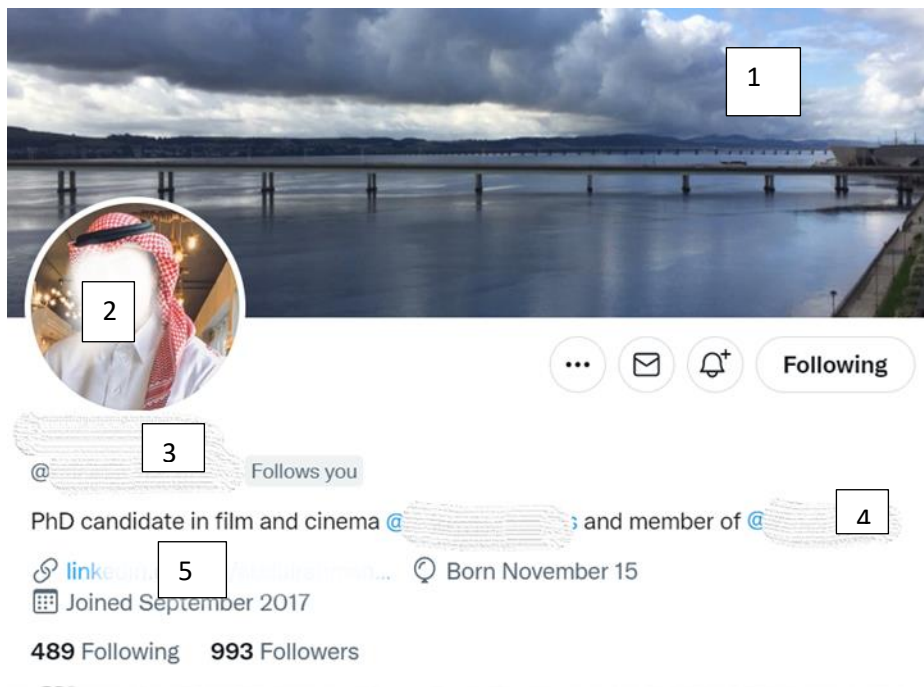 1
2
Following
3
@ Follows you
PhD candidate in film and cinema @ and member of @ 4
5 Born November 15
Joined September 2017
489 Following 993 Followers